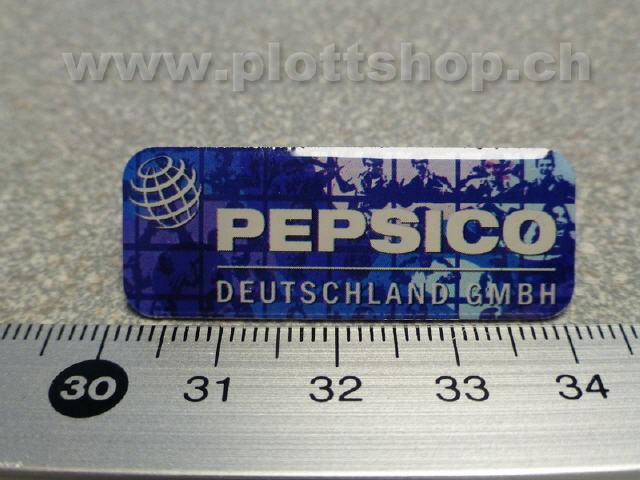 www.plottshop.ch
PEPSICO
DEUTSCHLAND GMBH
30 31 32 33 34